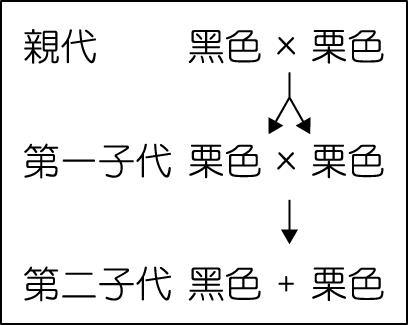 親代 黑色 × 栗色
第一子代 栗色 × 栗色
第二子代 黑色 + 栗色